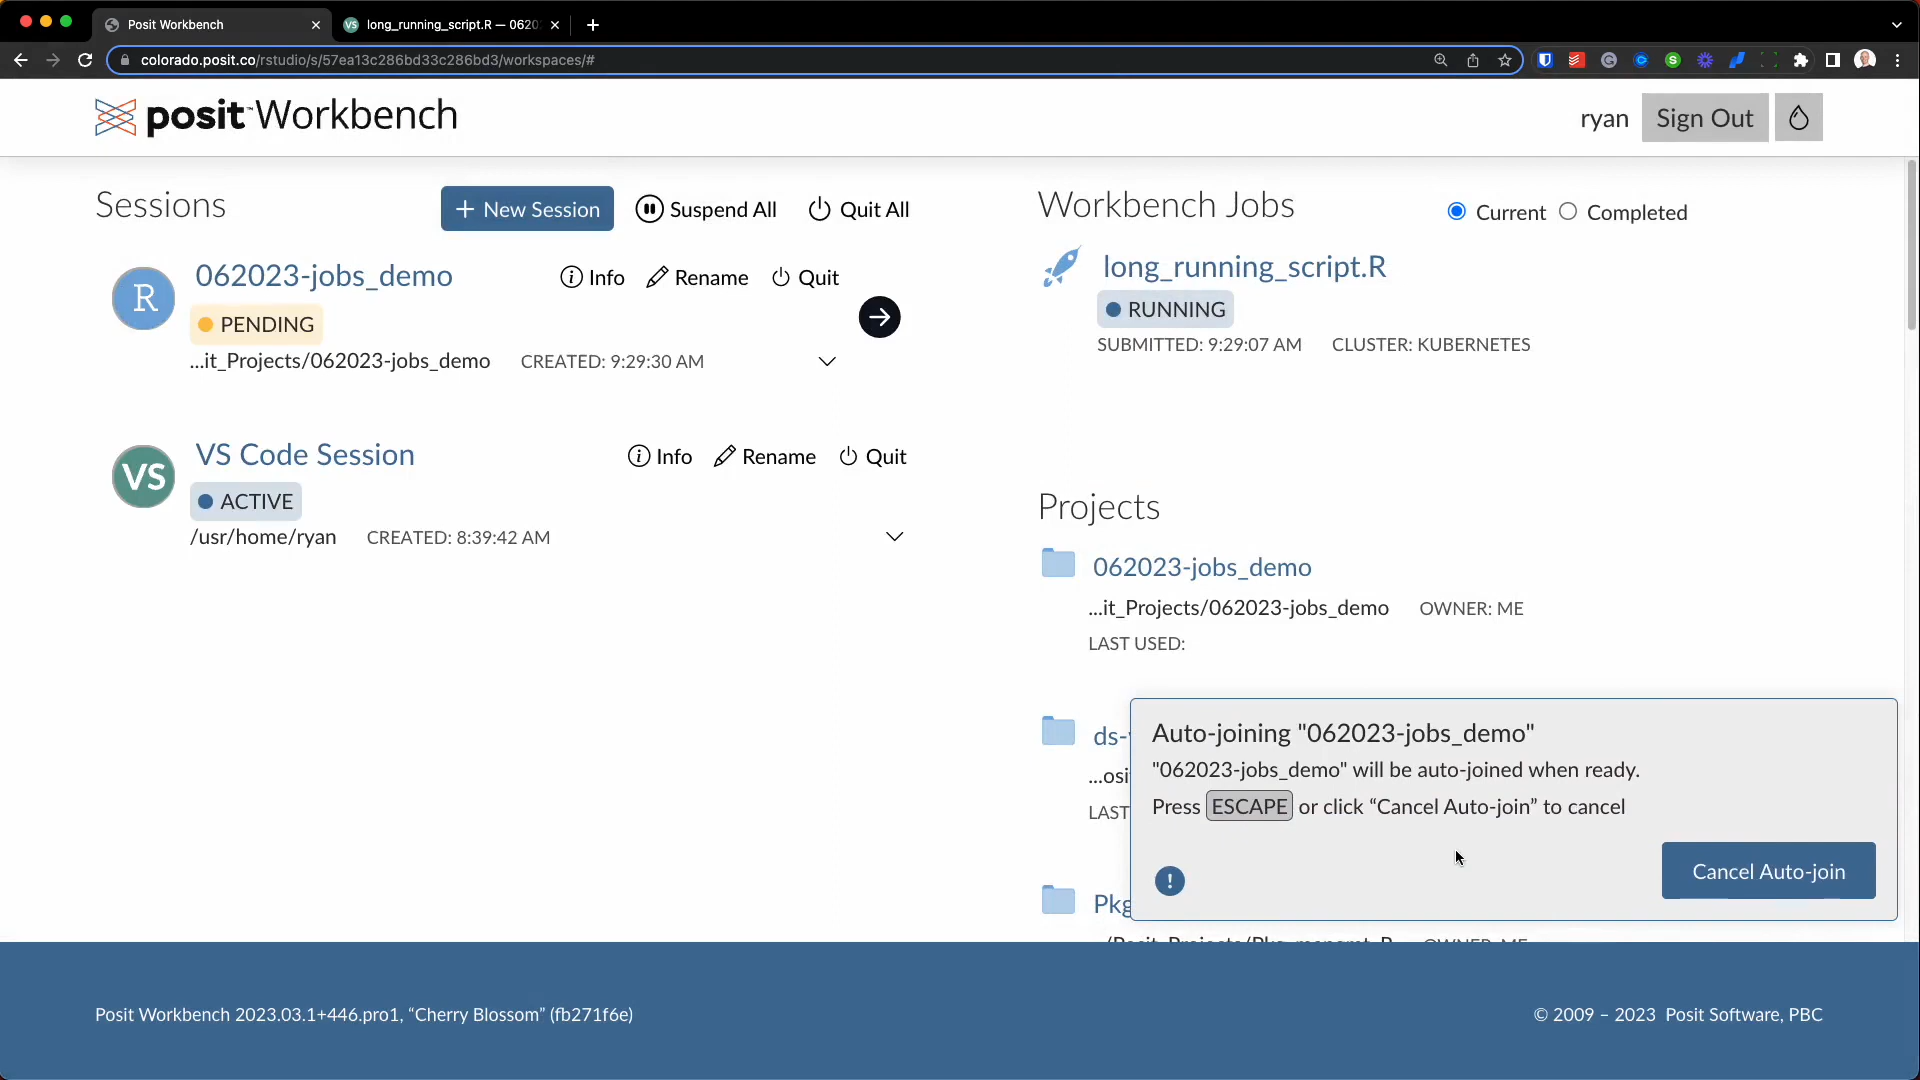 Posit Workbench
long_running_script.R — 0620
colorado.posit.co/rstudio/s/57ea13c286bd33c286bd3/workspaces/#
posit™ Workbench
ryan
Sign Out
Sessions
New Session
Suspend All
Quit All
R
062023-jobs_demo
Info
Rename
Quit
PENDING
...it_Projects/062023-jobs_demo
CREATED: 9:29:30 AM
VS
VS Code Session
Info
Rename
Quit
ACTIVE
/usr/home/ryan
CREATED: 8:39:42 AM
Workbench Jobs
Current
Completed
long_running_script.R
RUNNING
SUBMITTED: 9:29:07 AM
CLUSTER: KUBERNETES
Projects
062023-jobs_demo
...it_Projects/062023-jobs_demo
OWNER: ME
LAST USED:
ds-
...osi
LAST
Pkg
Auto-joining "062023-jobs_demo"
"062023-jobs_demo" will be auto-joined when ready.
Press ESCAPE or click “Cancel Auto-join” to cancel
Cancel Auto-join
Posit Workbench 2023.03.1+446.pro1, “Cherry Blossom” (fb271f6e)
© 2009 – 2023 Posit Software, PBC